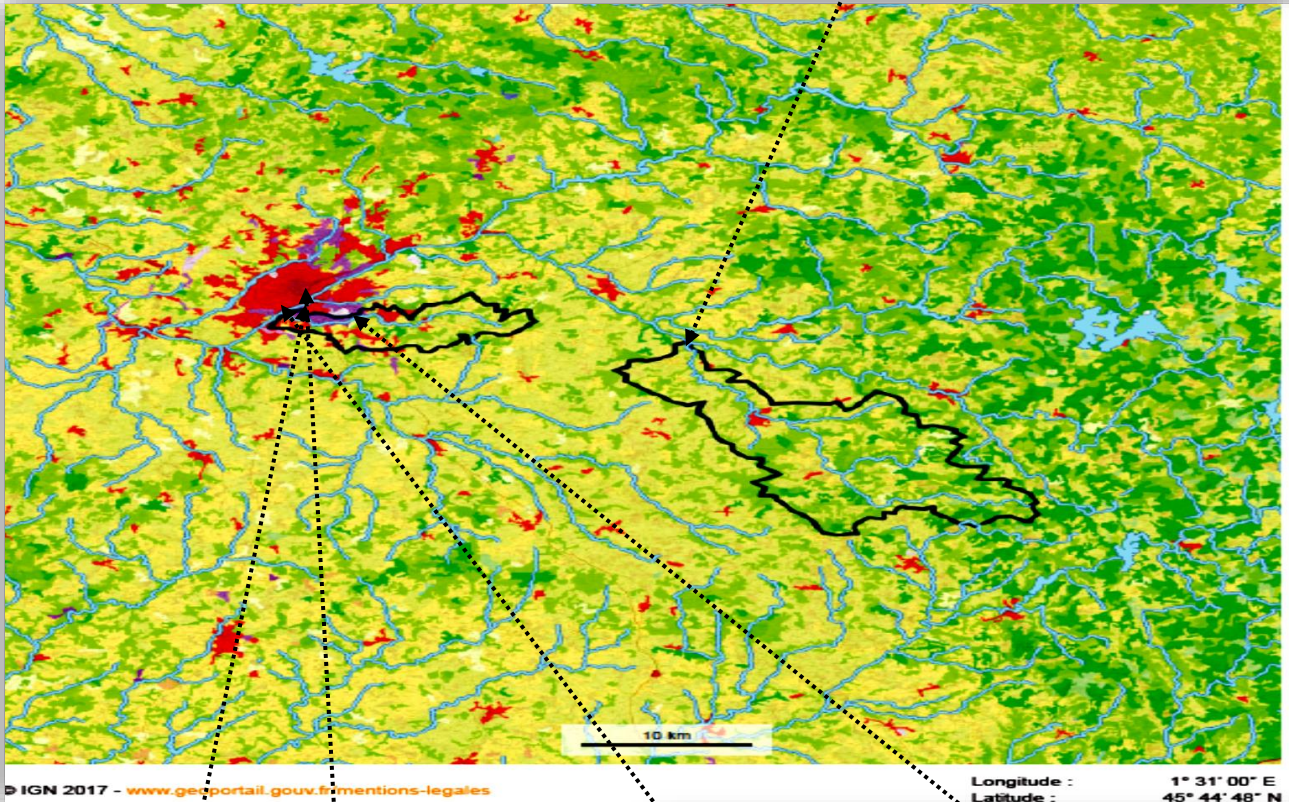 10 km
© IGN 2017 - www.geoportail.gouv.fr/mentions-legales
Longitude : 1° 31' 00" E
Latitude : 45° 44' 48" N